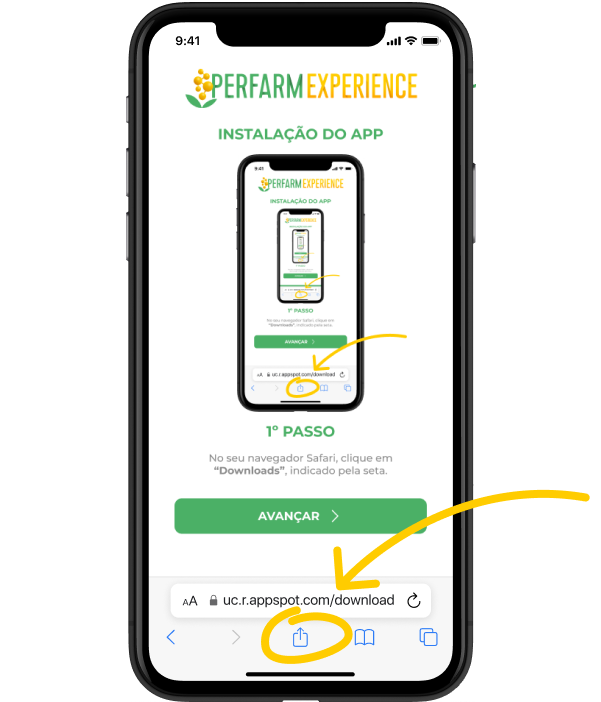 9:41
PERFARM EXPERIENCE
INSTALAÇÃO DO APP
9:41
PERFARM EXPERIENCE
INSTALAÇÃO DO APP
1º PASSO
No seu navegador Safari, clique em
“Downloads”, indicado pela seta.
AVANÇAR
AA uc.r.appspot.com/download
1º PASSO
No seu navegador Safari, clique em
“Downloads”, indicado pela seta.
AVANÇAR
AA uc.r.appspot.com/download